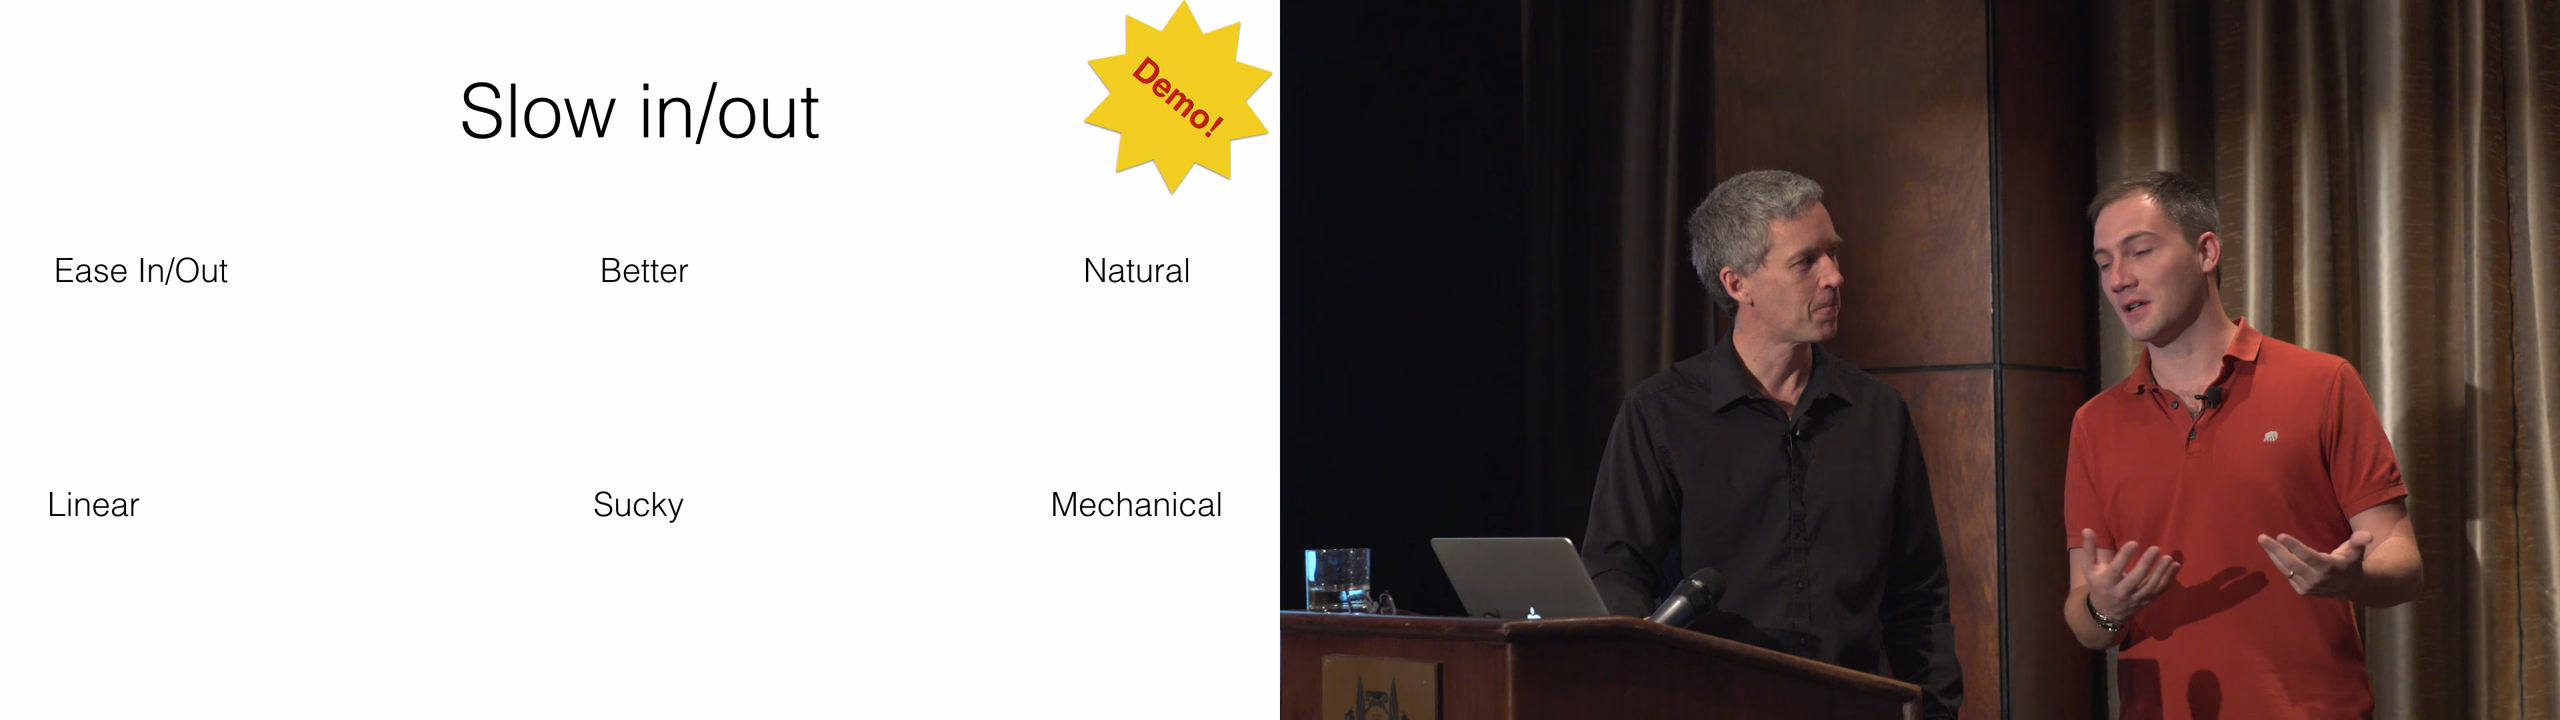 Slow in/out
Demo!
Ease In/Out Better Natural
Linear Sucky Mechanical